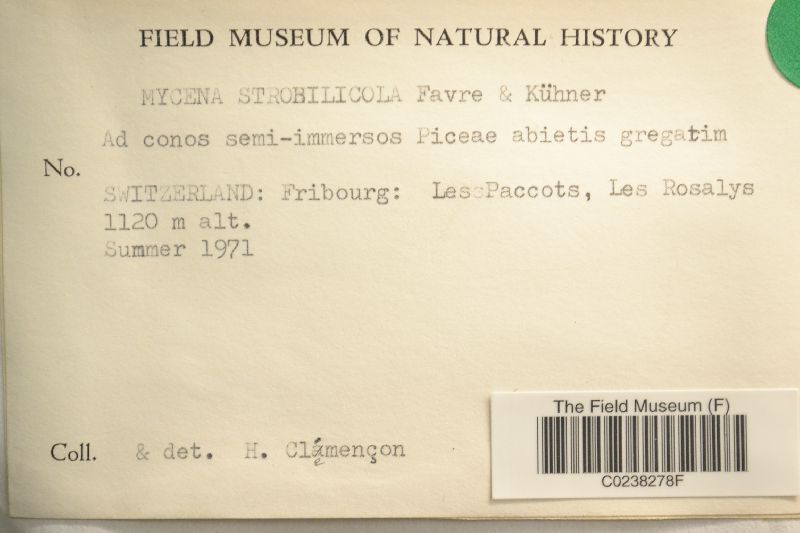 FIELD MUSEUM OF NATURAL HISTORY
MYCENA STROBILICOLA Favre & Kühner
Ad conos semi-immersos Piceae abietis gregatim
No.
SWITZERLAND: Fribourg: Les Paccots, Les Rosalys
1120 m alt.
Summer 1971
Coll. & det. H. Clémençon
The Field Museum (F)
C0238278F